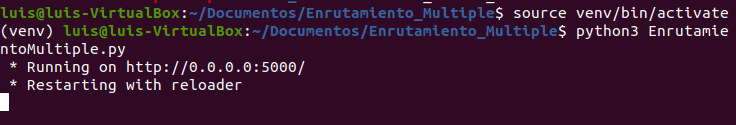 luis@luis-VirtualBox:~/Documentos/Enrutamiento_Multiple$ source venv/bin/activate
(venv) luis@luis-VirtualBox:~/Documentos/Enrutamiento_Multiple$ python3 Enrutamie
ntoMultiple.py
 * Running on http://0.0.0.0:5000/
 * Restarting with reloader